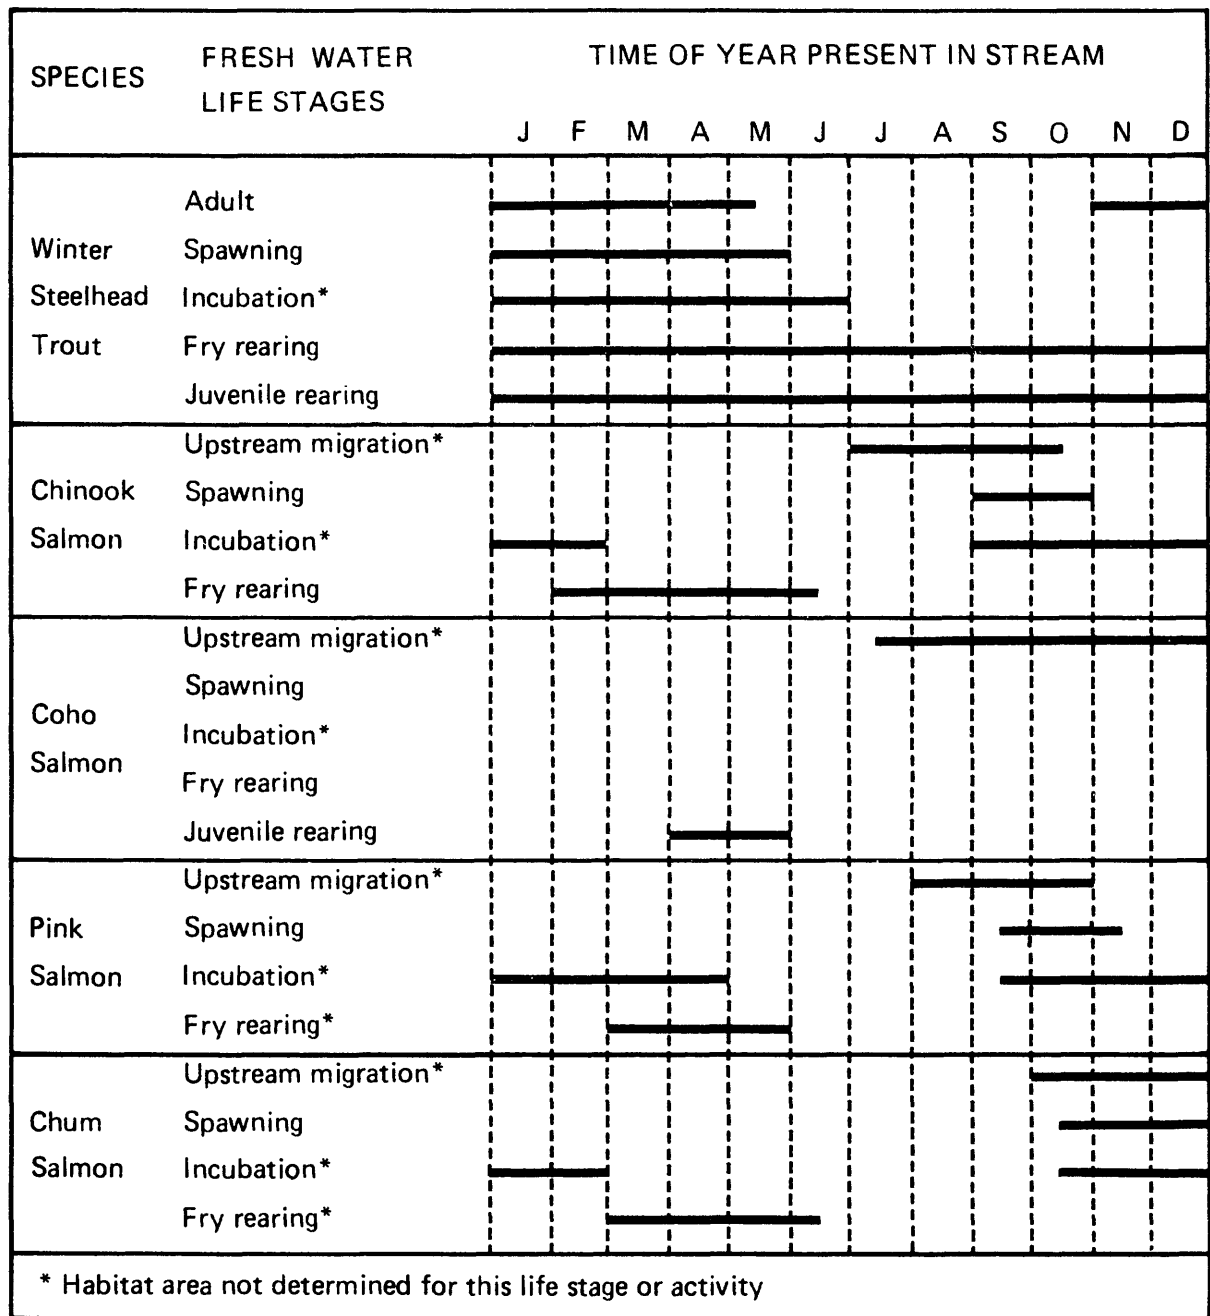 SPECIES FRESH WATER LIFE STAGES TIME OF YEAR PRESENT IN STREAM
J F M A M J J A S O N D
Adult
Winter Spawning
Steelhead Incubation*
Trout Fry rearing
Juvenile rearing
Upstream migration*
Chinook Spawning
Salmon Incubation*
Fry rearing
Upstream migration*
Spawning
Coho
Incubation*
Salmon
Fry rearing
Juvenile rearing
Upstream migration*
Pink Spawning
Salmon Incubation*
Fry rearing*
Upstream migration*
Chum Spawning
Salmon Incubation*
Fry rearing*
* Habitat area not determined for this life stage or activity